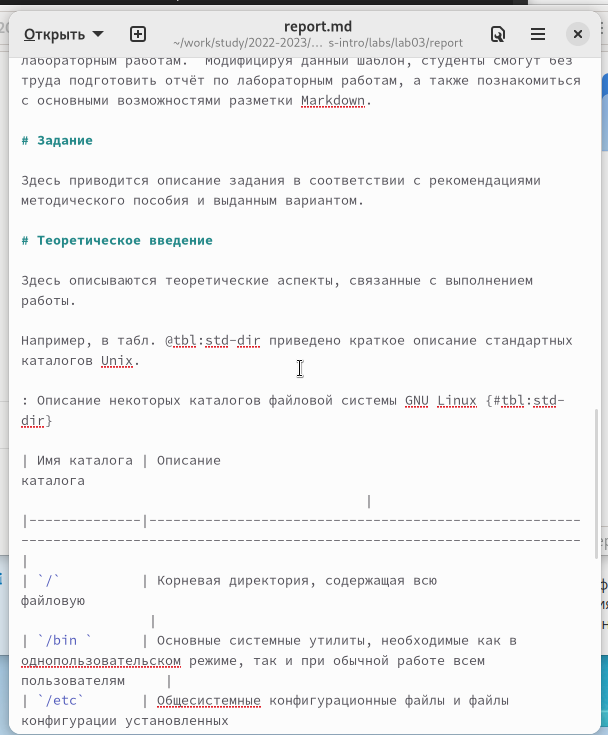 report.md
Открыть
~/work/study/2022-2023/… s-intro/labs/lab03/report
лабораторным работам.  Модифицируя данный шаблон, студенты смогут без
труда подготовить отчёт по лабораторным работам, а также познакомиться
с основными возможностями разметки Markdown.
# Задание
Здесь приводится описание задания в соответствии с рекомендациями
методического пособия и выданным вариантом.
# Теоретическое введение
Здесь описываются теоретические аспекты, связанные с выполнением
работы.
Например, в табл. @tbl:std-dir приведено краткое описание стандартных
каталогов Unix.
: Описание некоторых каталогов файловой системы GNU Linux {#tbl:std-
dir}
| Имя каталога | Описание
каталога
|
|--------------|------------------------------------------------------
----------------------------------------------------------------------
|
| `/`          | Корневая директория, содержащая всю
файловую
|
| `/bin `      | Основные системные утилиты, необходимые как в
однопользовательском режиме, так и при обычной работе всем
пользователям     |
| `/etc`       | Общесистемные конфигурационные файлы и файлы
конфигурации установленных